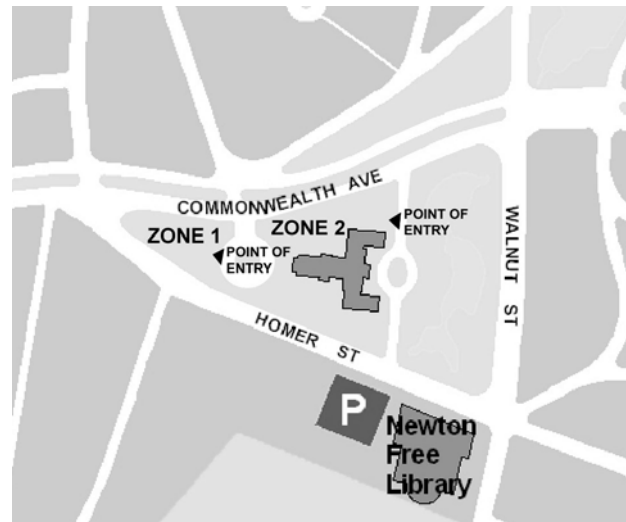 COMMONWEALTH AVE
ZONE 1
ZONE 2
POINT OF
ENTRY
POINT OF
ENTRY
WALNUT ST
HOMER ST
P
Newton
Free
Library